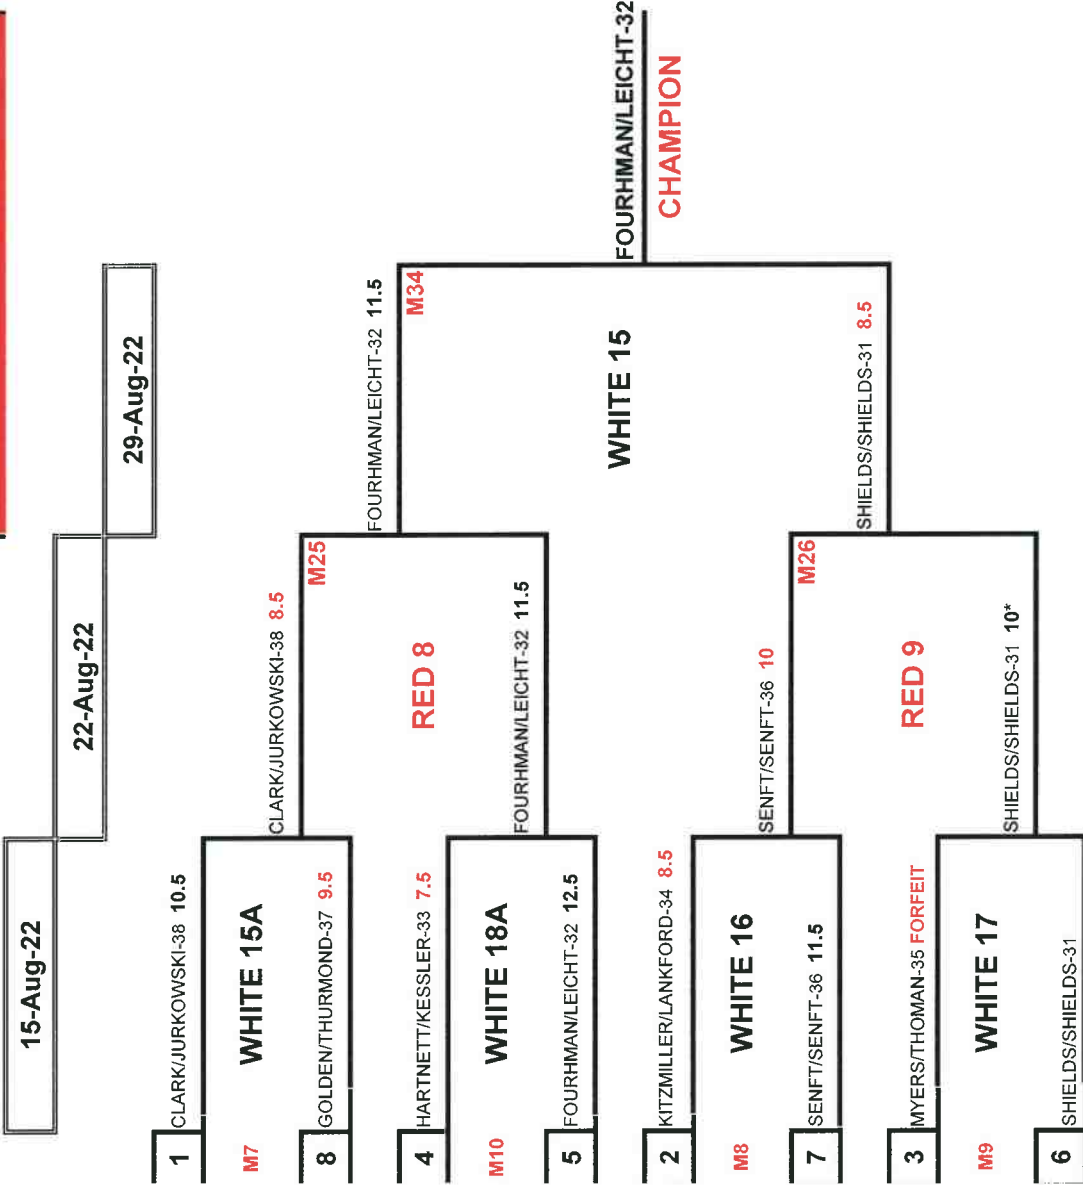 15-Aug-22
22-Aug-22
29-Aug-22
1
CLARK/JURKOWSKI-38 10.5
M7
WHITE 15A
8
GOLDEN/THURMOND-37 9.5
CLARK/JURKOWSKI-38 8.5
M25
RED 8
4
HARTNETT/KESSLER-33 7.5
M10
WHITE 18A
5
FOURHMAN/LEICHT-32 12.5
FOURHMAN/LEICHT-32 11.5
FOURHMAN/LEICHT-32 11.5
M34
WHITE 15
FOURHMAN/LEICHT-32
CHAMPION
2
KITZMILLER/LANKFORD-34 8.5
M8
WHITE 16
7
SENFT/SENFT-36 11.5
SENFT/SENFT-36 10
M26
RED 9
3
MYERS/THOMAN-35 FORFEIT
M9
WHITE 17
6
SHIELDS/SHIELDS-31
SHIELDS/SHIELDS-31 10*
SHIELDS/SHIELDS-31 8.5